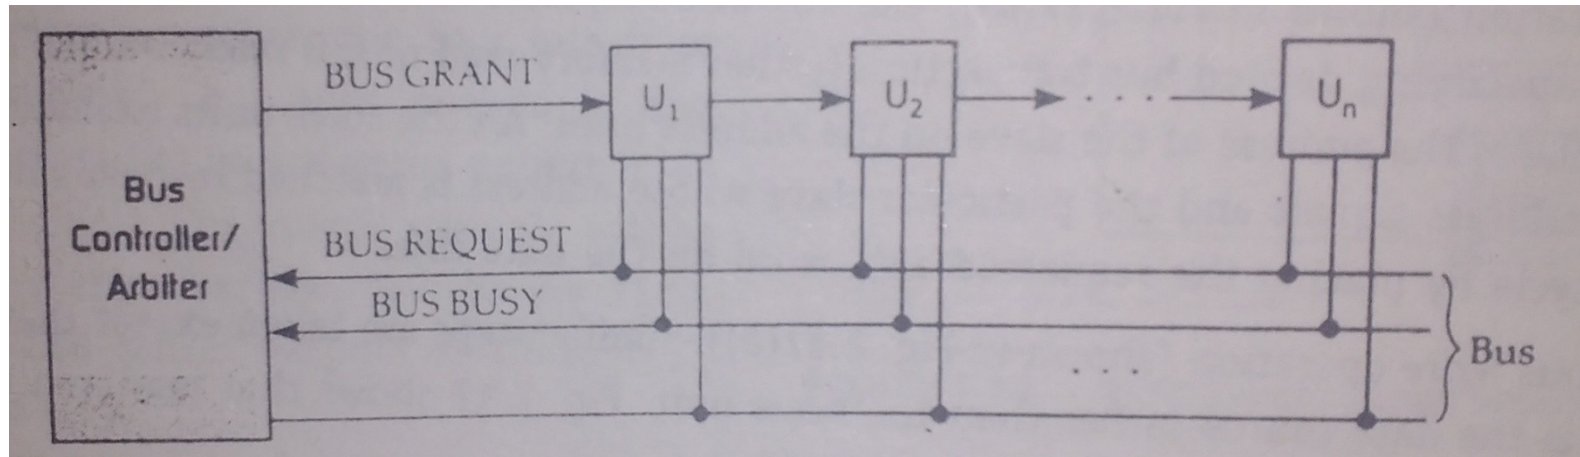 BUS GRANT
U1
U2
. . . .
Un
Bus
Controller/
Arbiter
BUS REQUEST
BUS BUSY
. . .
Bus